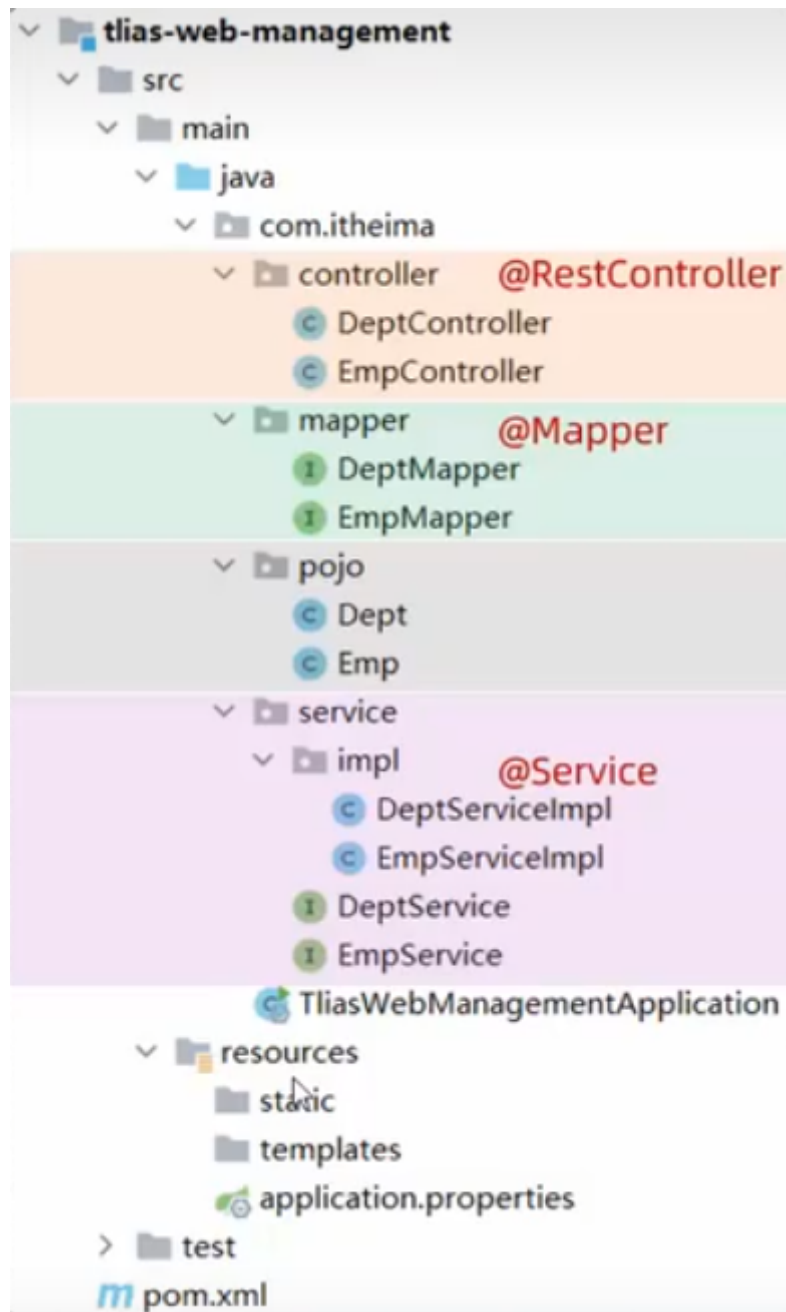 tlias-web-management
src
main
java
com.itheima
controller @RestController
DeptController
EmpController
mapper @Mapper
DeptMapper
EmpMapper
pojo
Dept
Emp
service
impl @Service
DeptServiceImpl
EmpServiceImpl
DeptService
EmpService
TliasWebManagementApplication
resources
static
templates
application.properties
test
pom.xml